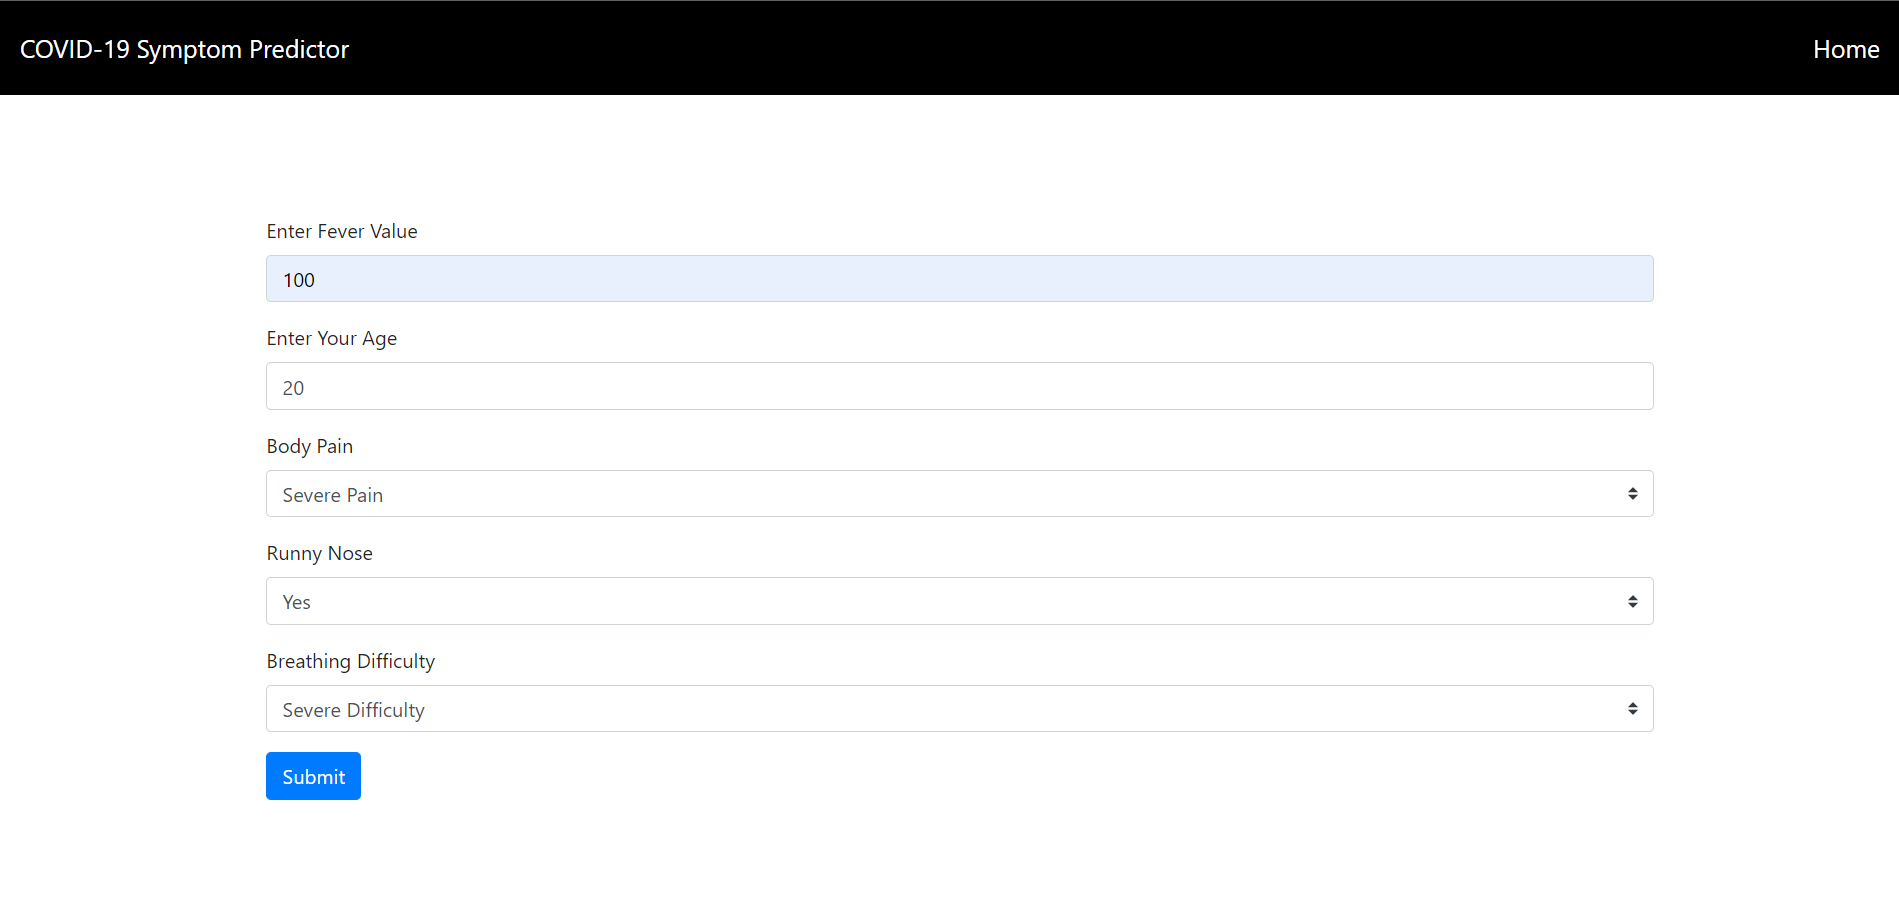 COVID-19 Symptom Predictor
Home
Enter Fever Value
100
Enter Your Age
20
Body Pain
Severe Pain
Runny Nose
Yes
Breathing Difficulty
Severe Difficulty
Submit